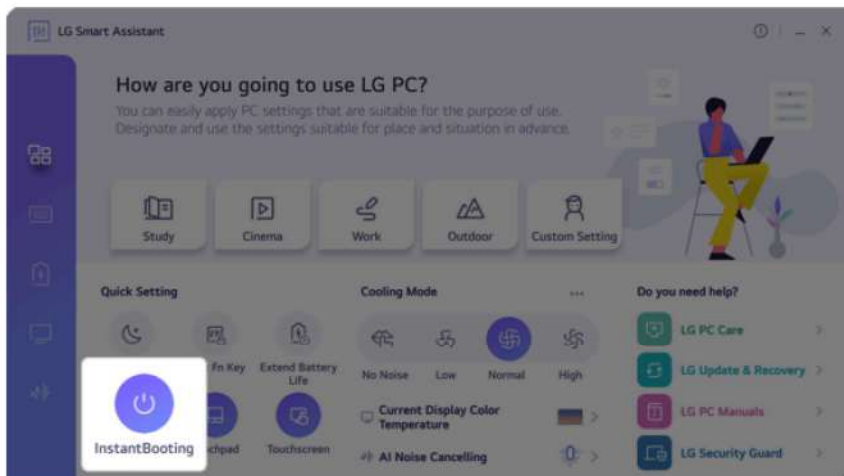 LG Smart Assistant
How are you going to use LG PC?
You can easily apply PC settings that are suitable for the purpose of use.
Designate and use the settings suitable for place and situation in advance.
Study
Cinema
Work
Outdoor
Custom Setting
Quick Setting
Fn Key
Extend Battery
Life
InstantBooting
chpad
Touchscreen
Cooling Mode
No Noise
Low
Normal
High
Current Display Color
Temperature
AI Noise Cancelling
Do you need help?
LG PC Care
LG Update & Recovery
LG PC Manuals
LG Security Guard